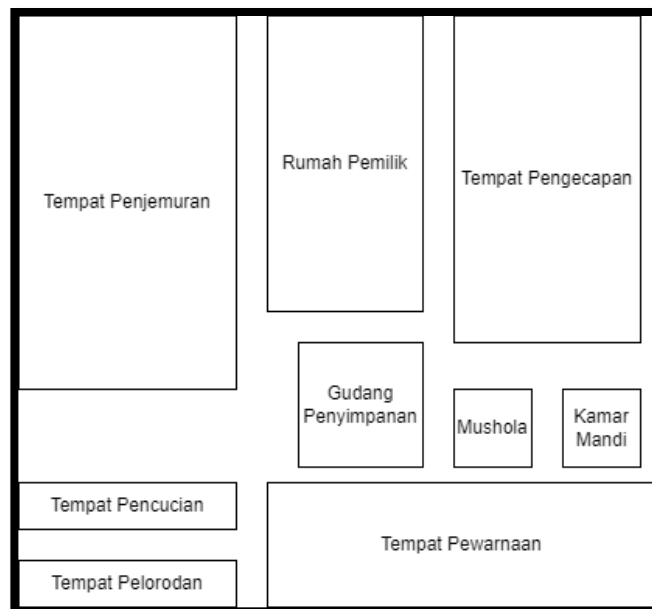 Tempat Penjemuran
Rumah Pemilik
Tempat Pengecapan
Gudang
Penyimpanan
Mushola
Kamar
Mandi
Tempat Pencucian
Tempat Pewarnaan
Tempat Pelorodan